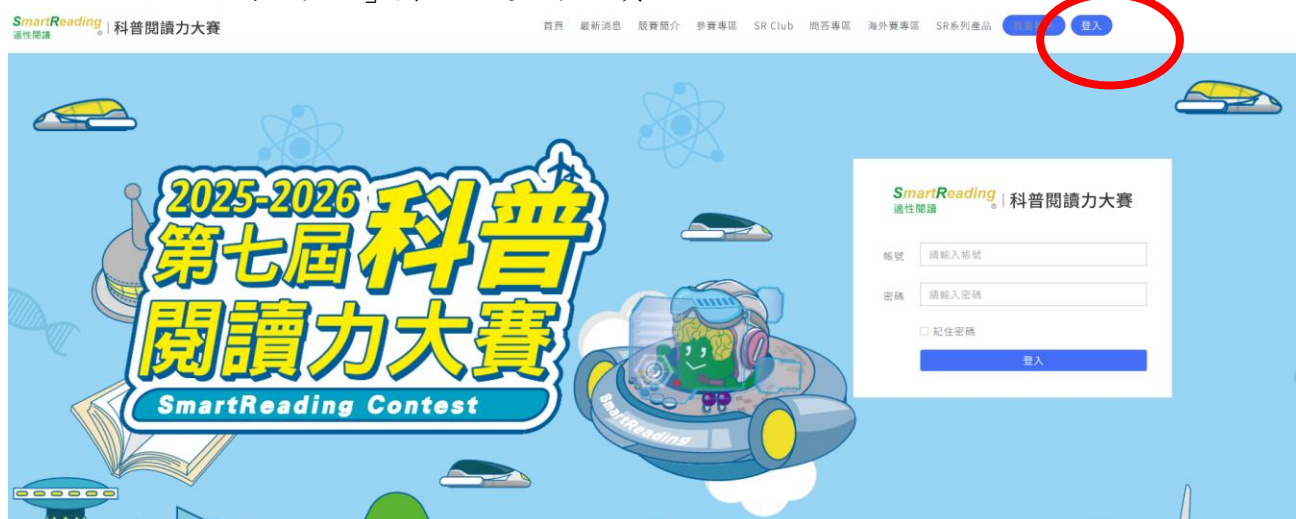 SmartReading
適性閱讀 ® | 科普閱讀力大賽
首頁 最新消息 競賽簡介 參賽專區 SR Club 問答專區 海外賽專區 SR系列產品 登入
2025-2026
第七屆科普
閱讀力大賽
SmartReading Contest
SmartReading
SmartReading
適性閱讀 ® | 科普閱讀力大賽
帳號 請輸入帳號
密碼 請輸入密碼
記住密碼
登入